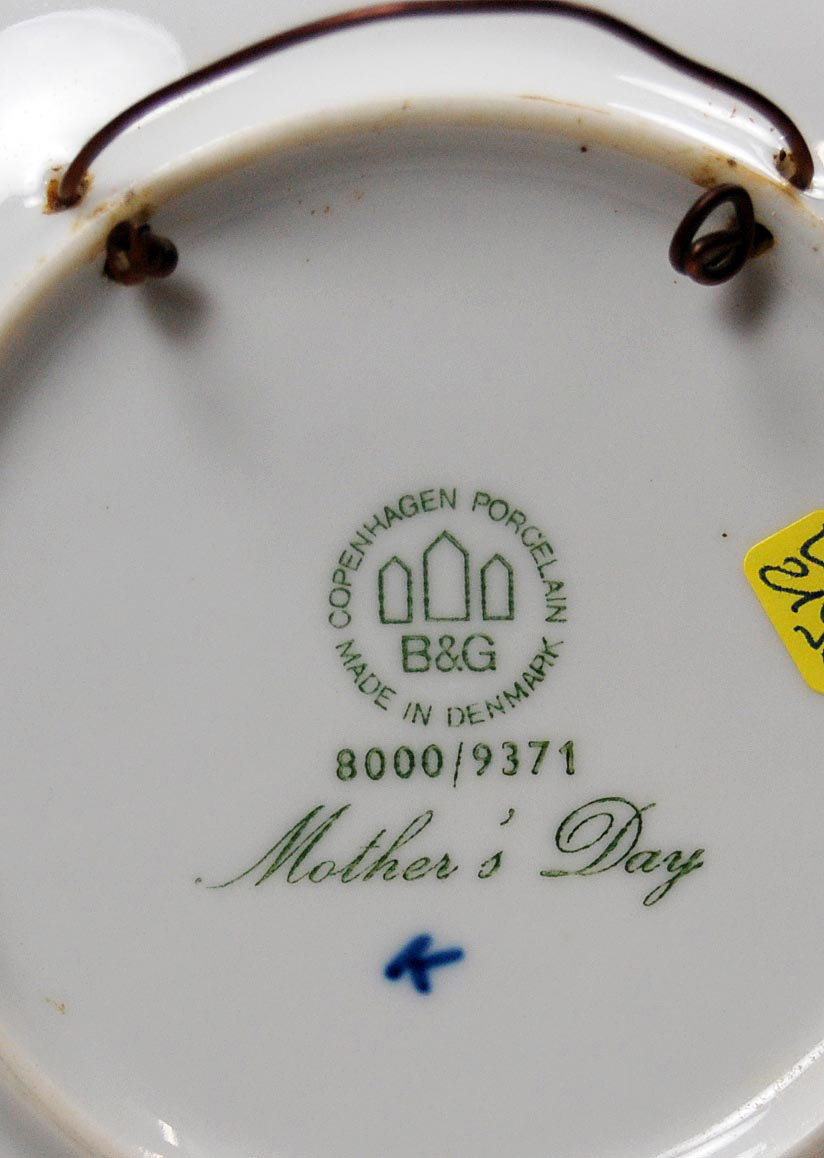 COPENHAGEN PORCELAIN
B&G
MADE IN DENMARK
8000/9371
Mother's Day